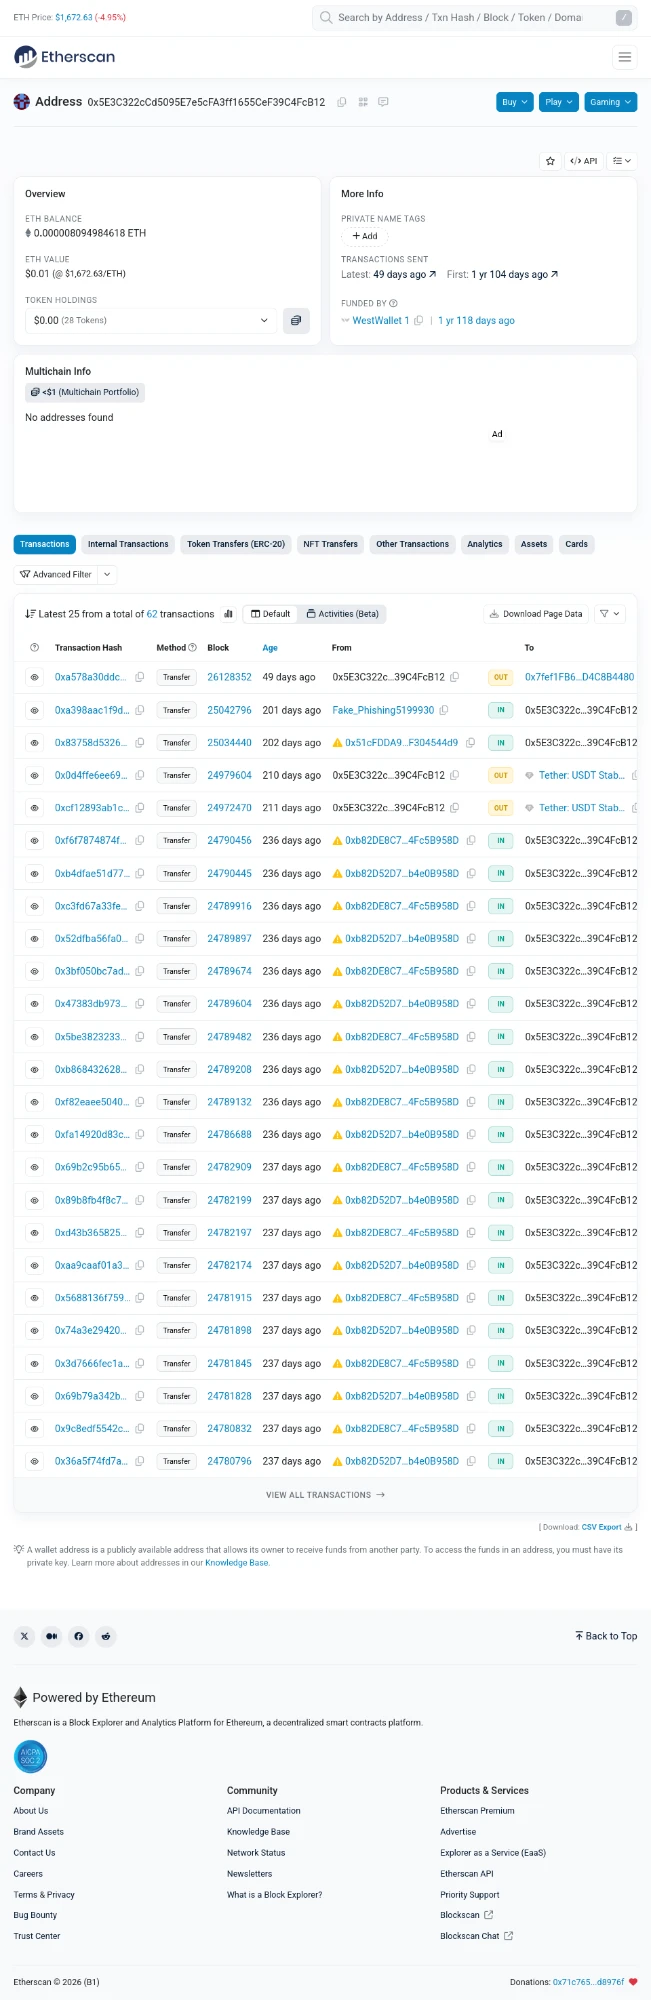 ETH Price: $1,672.63 (-4.95%)
Search by Address / Txn Hash / Block / Token / Domai
/
Etherscan
Address 0x5E3C322cCd5095E7e5cFA3ff1655CeF39C4FcB12
Buy Play Gaming
API
Overview
ETH BALANCE
0.000008094984618 ETH
ETH VALUE
$0.01 (@ $1,672.63/ETH)
TOKEN HOLDINGS
$0.00 (28 Tokens)
More Info
PRIVATE NAME TAGS
+ Add
TRANSACTIONS SENT
Latest: 49 days ago First: 1 yr 104 days ago
FUNDED BY
WestWallet 1 | 1 yr 118 days ago
Multichain Info
<$1 (Multichain Portfolio)
No addresses found
Ad
Transactions Internal Transactions Token Transfers (ERC-20) NFT Transfers Other Transactions Analytics Assets Cards
Advanced Filter
Latest 25 from a total of 62 transactions Default Activities (Beta) Download Page Data
Transaction Hash Method Block Age From To
0xa578a30ddc... Transfer 26128352 49 days ago 0x5E3C322c...39C4FcB12 OUT 0x7fef1FB6...D4C8B4480
0xa398aac1f9d... Transfer 25042796 201 days ago Fake_Phishing5199930 IN 0x5E3C322c...39C4FcB12
0x83758d5326... Transfer 25034440 202 days ago 0x51cFDDA9...F304544d9 IN 0x5E3C322c...39C4FcB12
0x0d4ffe6ee69... Transfer 24979604 210 days ago 0x5E3C322c...39C4FcB12 OUT Tether: USDT Stab...
0xcf12893ab1c... Transfer 24972470 211 days ago 0x5E3C322c...39C4FcB12 OUT Tether: USDT Stab...
0xf6f7874874f... Transfer 24790456 236 days ago 0xb82DE8C7...4Fc5B958D IN 0x5E3C322c...39C4FcB12
0xb4dfae51d77... Transfer 24790445 236 days ago 0xb82D52D7...b4e0B958D IN 0x5E3C322c...39C4FcB12
0xc3fd67a33fe... Transfer 24789916 236 days ago 0xb82DE8C7...4Fc5B958D IN 0x5E3C322c...39C4FcB12
0x52dfba56fa0... Transfer 24789897 236 days ago 0xb82D52D7...b4e0B958D IN 0x5E3C322c...39C4FcB12
0x3bf050bc7ad... Transfer 24789674 236 days ago 0xb82DE8C7...4Fc5B958D IN 0x5E3C322c...39C4FcB12
0x47383db973... Transfer 24789604 236 days ago 0xb82D52D7...b4e0B958D IN 0x5E3C322c...39C4FcB12
0x5be3823233... Transfer 24789482 236 days ago 0xb82DE8C7...4Fc5B958D IN 0x5E3C322c...39C4FcB12
0xb868432628... Transfer 24789208 236 days ago 0xb82D52D7...b4e0B958D IN 0x5E3C322c...39C4FcB12
0xf82eaee5040... Transfer 24789132 236 days ago 0xb82DE8C7...4Fc5B958D IN 0x5E3C322c...39C4FcB12
0xfa14920d83c... Transfer 24786688 236 days ago 0xb82D52D7...b4e0B958D IN 0x5E3C322c...39C4FcB12
0x69b2c95b65... Transfer 24782909 237 days ago 0xb82DE8C7...4Fc5B958D IN 0x5E3C322c...39C4FcB12
0x89b8fb4f8c7... Transfer 24782199 237 days ago 0xb82D52D7...b4e0B958D IN 0x5E3C322c...39C4FcB12
0xd43b365825... Transfer 24782197 237 days ago 0xb82DE8C7...4Fc5B958D IN 0x5E3C322c...39C4FcB12
0xaa9caaf01a3... Transfer 24782174 237 days ago 0xb82D52D7...b4e0B958D IN 0x5E3C322c...39C4FcB12
0x5688136f759... Transfer 24781915 237 days ago 0xb82DE8C7...4Fc5B958D IN 0x5E3C322c...39C4FcB12
0x74a3e29420... Transfer 24781898 237 days ago 0xb82D52D7...b4e0B958D IN 0x5E3C322c...39C4FcB12
0x3d7666fec1a... Transfer 24781845 237 days ago 0xb82DE8C7...4Fc5B958D IN 0x5E3C322c...39C4FcB12
0x69b79a342b... Transfer 24781828 237 days ago 0xb82D52D7...b4e0B958D IN 0x5E3C322c...39C4FcB12
0x9c8edf5542c... Transfer 24780832 237 days ago 0xb82DE8C7...4Fc5B958D IN 0x5E3C322c...39C4FcB12
0x36a5f74fd7a... Transfer 24780796 237 days ago 0xb82D52D7...b4e0B958D IN 0x5E3C322c...39C4FcB12
VIEW ALL TRANSACTIONS →
[ Download: CSV Export ]
A wallet address is a publicly available address that allows its owner to receive funds from another party. To access the funds in an address, you must have its
private key. Learn more about addresses in our Knowledge Base.
Back to Top
Powered by Ethereum
Etherscan is a Block Explorer and Analytics Platform for Ethereum, a decentralized smart contracts platform.
AICPA
SOC 2
Company
About Us
Brand Assets
Contact Us
Careers
Terms & Privacy
Bug Bounty
Trust Center
Community
API Documentation
Knowledge Base
Network Status
Newsletters
What is a Block Explorer?
Products & Services
Etherscan Premium
Advertise
Explorer as a Service (EaaS)
Etherscan API
Priority Support
Blockscan
Blockscan Chat
Etherscan © 2026 (B1)
Donations: 0x71c765...d8976f